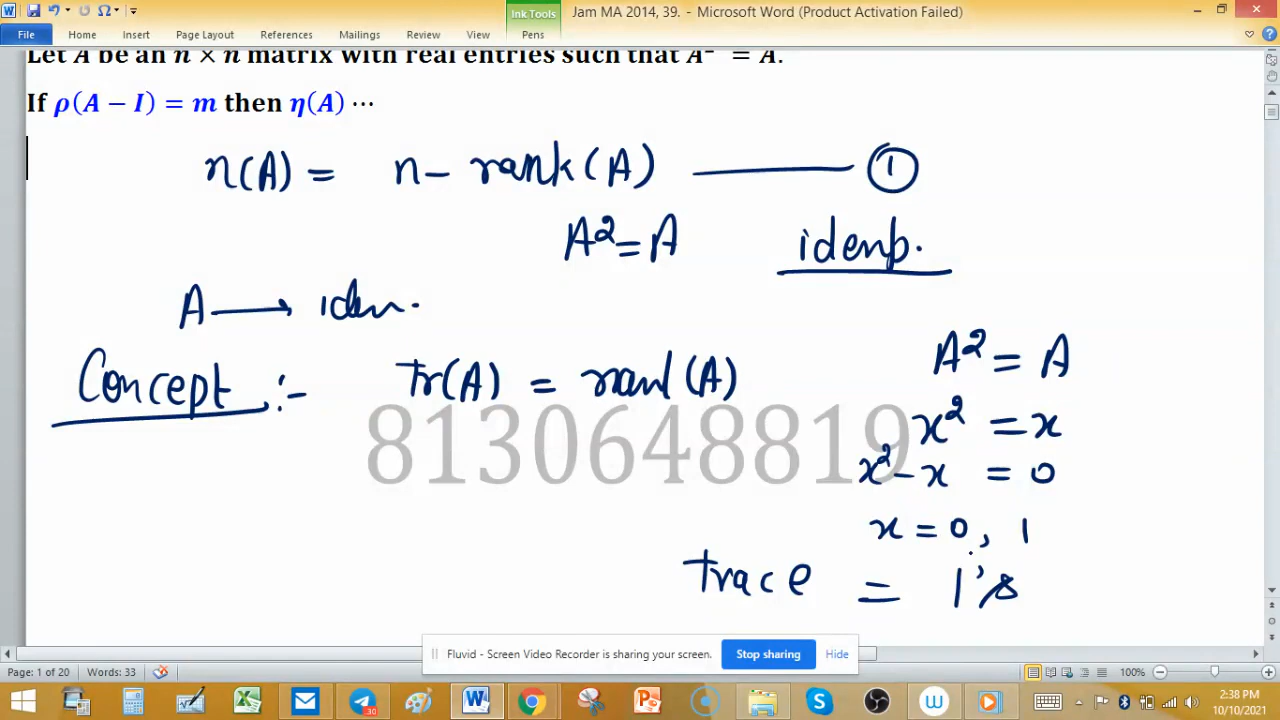 Jam MA 2014, 39. - Microsoft Word (Product Activation Failed)
Ink Tools
File Home Insert Page Layout References Mailings Review View Pens
Let A be an n × n matrix with real entries such that A² = A.
If ρ(A − I) = m then η(A) ⋯
n(A) = n - rank(A) ——— ①
A² = A idenp.
A ⟶ iden.
Concept :- tr(A) = rank(A)
A² = A
x² = x
x² - x = 0
x = 0, 1
trace = 1's
8130648819
Fluvid - Screen Video Recorder is sharing your screen. Stop sharing Hide
Page: 1 of 20 Words: 33 100%
2:38 PM
10/10/2021